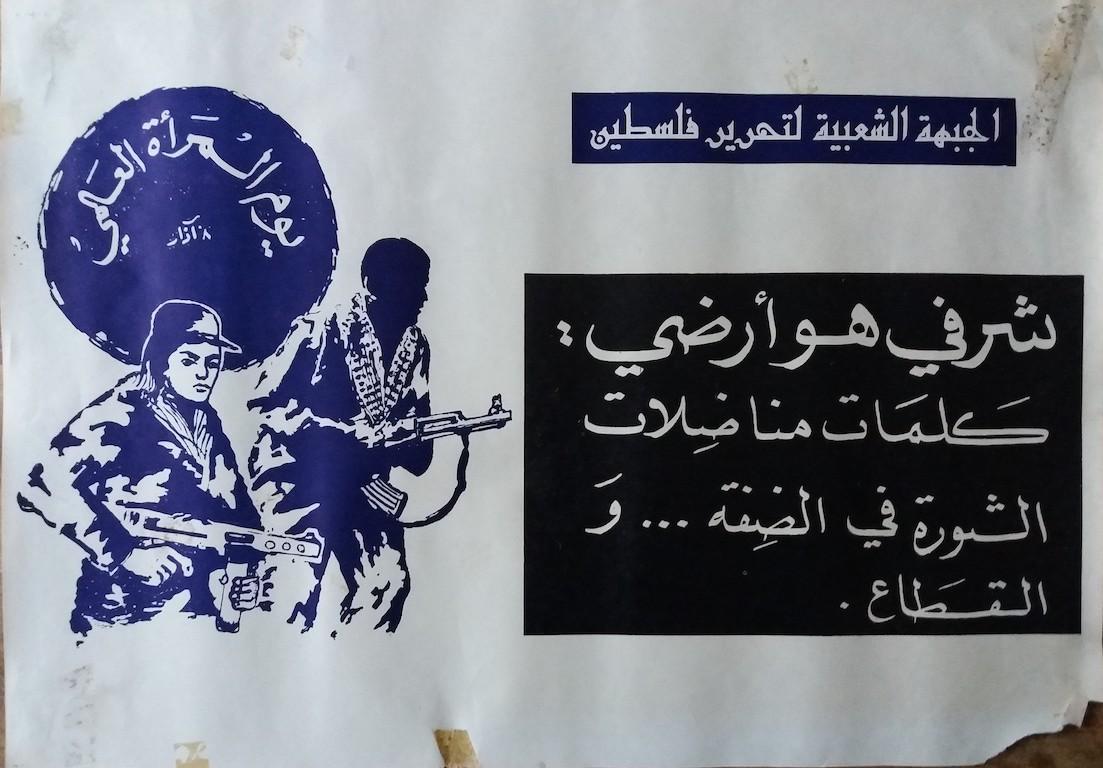 الجبهة الشعبية لتحرير فلسطين
يوم المرأة العالمي
٨ آذار
شرفي هو أرضي :
كلمات مناضِلات
الثورة في الضِفة ... وَ
القطاع .